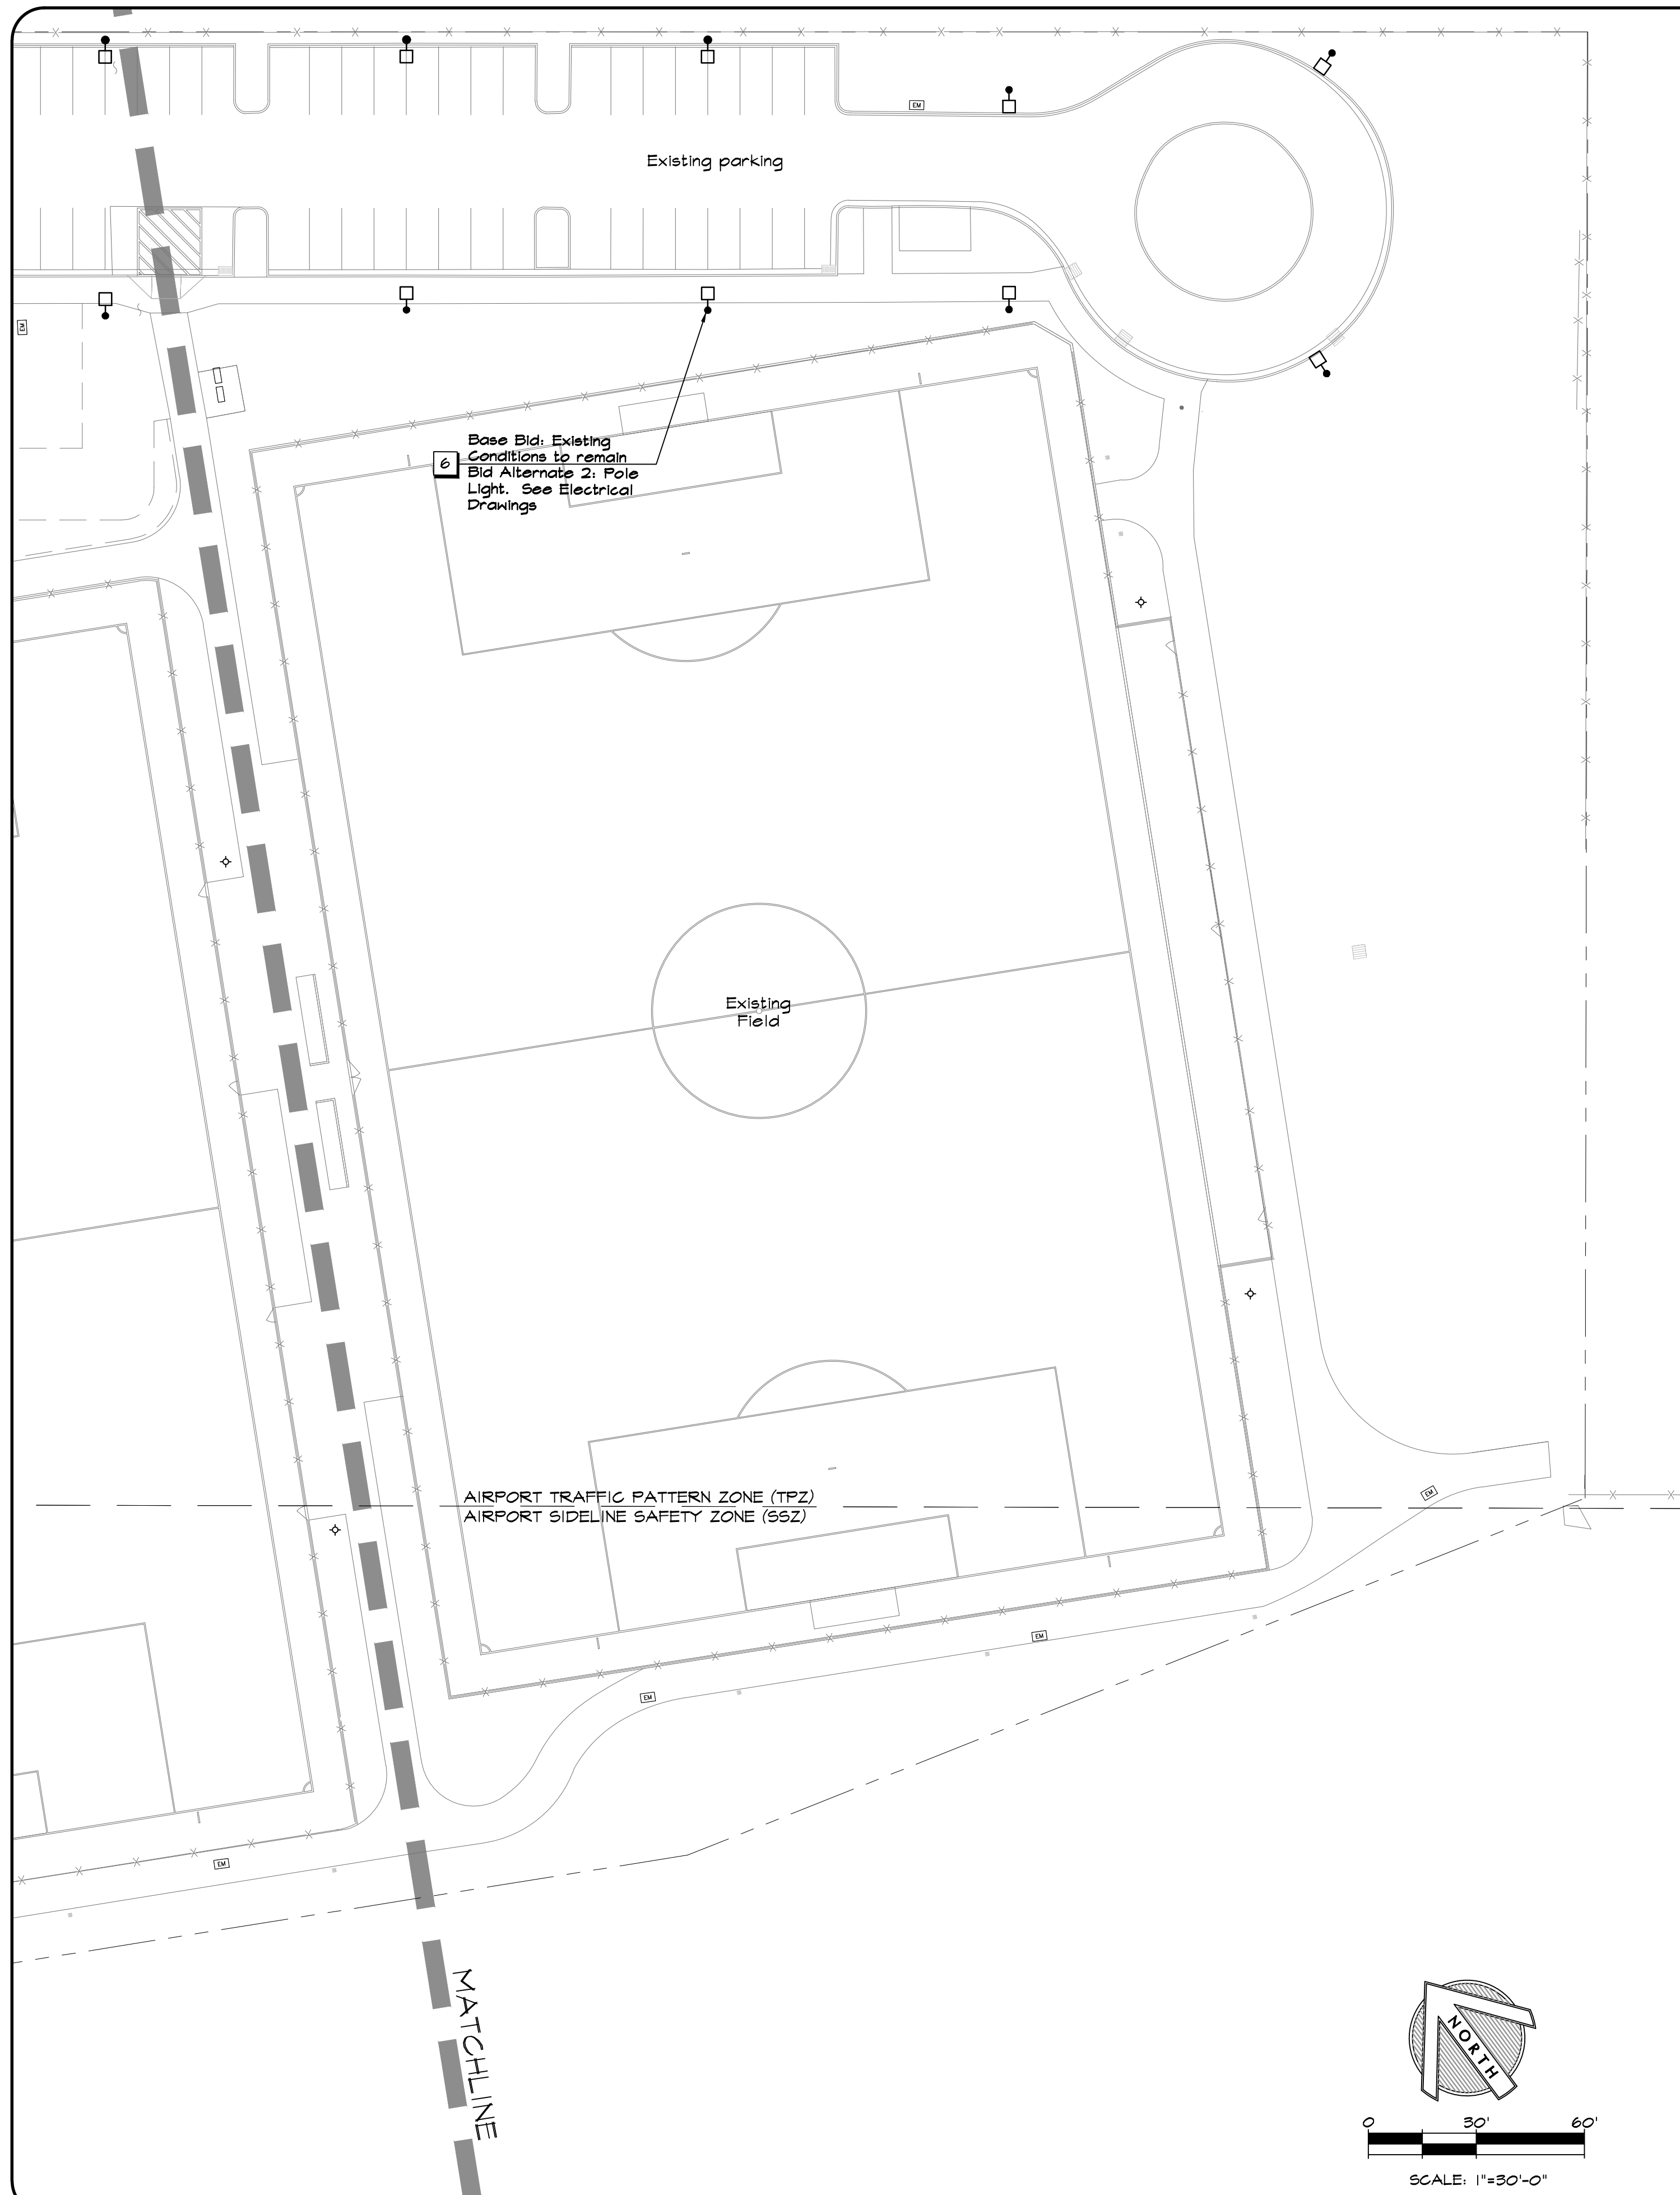 EM
Existing parking
EM
Base Bid: Existing
Conditions to remain
6
Bid Alternate 2: Pole
Light. See Electrical
Drawings
Existing
Field
AIRPORT TRAFFIC PATTERN ZONE (TPZ)
AIRPORT SIDELINE SAFETY ZONE (SSZ)
EM
EM
EM
EM
MATCHLINE
NORTH
0 30' 60'
SCALE: 1"=30'-0"